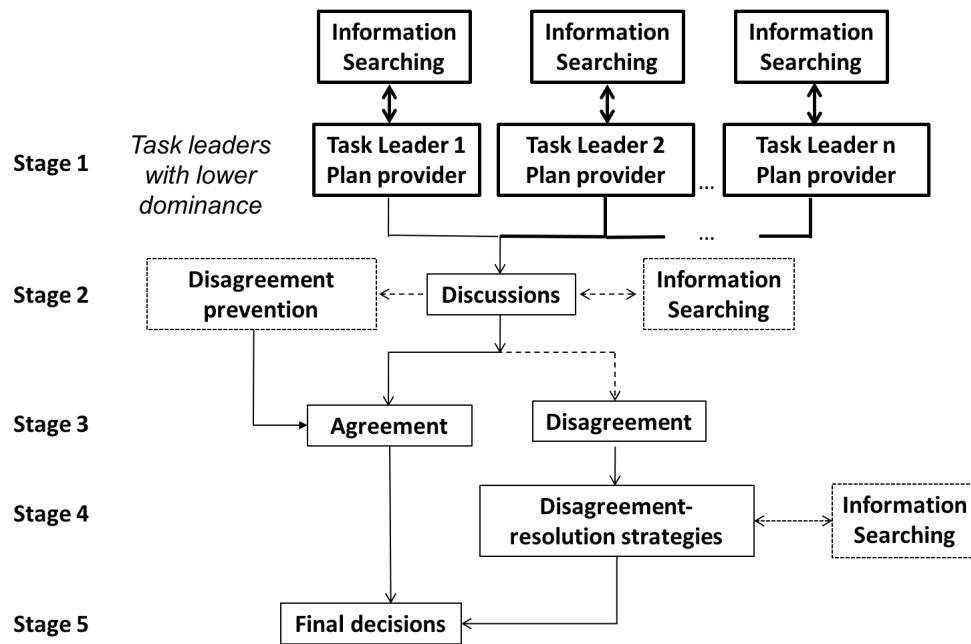 Information
Searching
Information
Searching
Information
Searching
Stage 1
Task leaders
with lower
dominance
Task Leader 1
Plan provider
Task Leader 2
Plan provider
...
Task Leader n
Plan provider
...
Stage 2
Disagreement
prevention
Discussions
Information
Searching
Stage 3
Agreement
Disagreement
Stage 4
Disagreement-
resolution strategies
Information
Searching
Stage 5
Final decisions